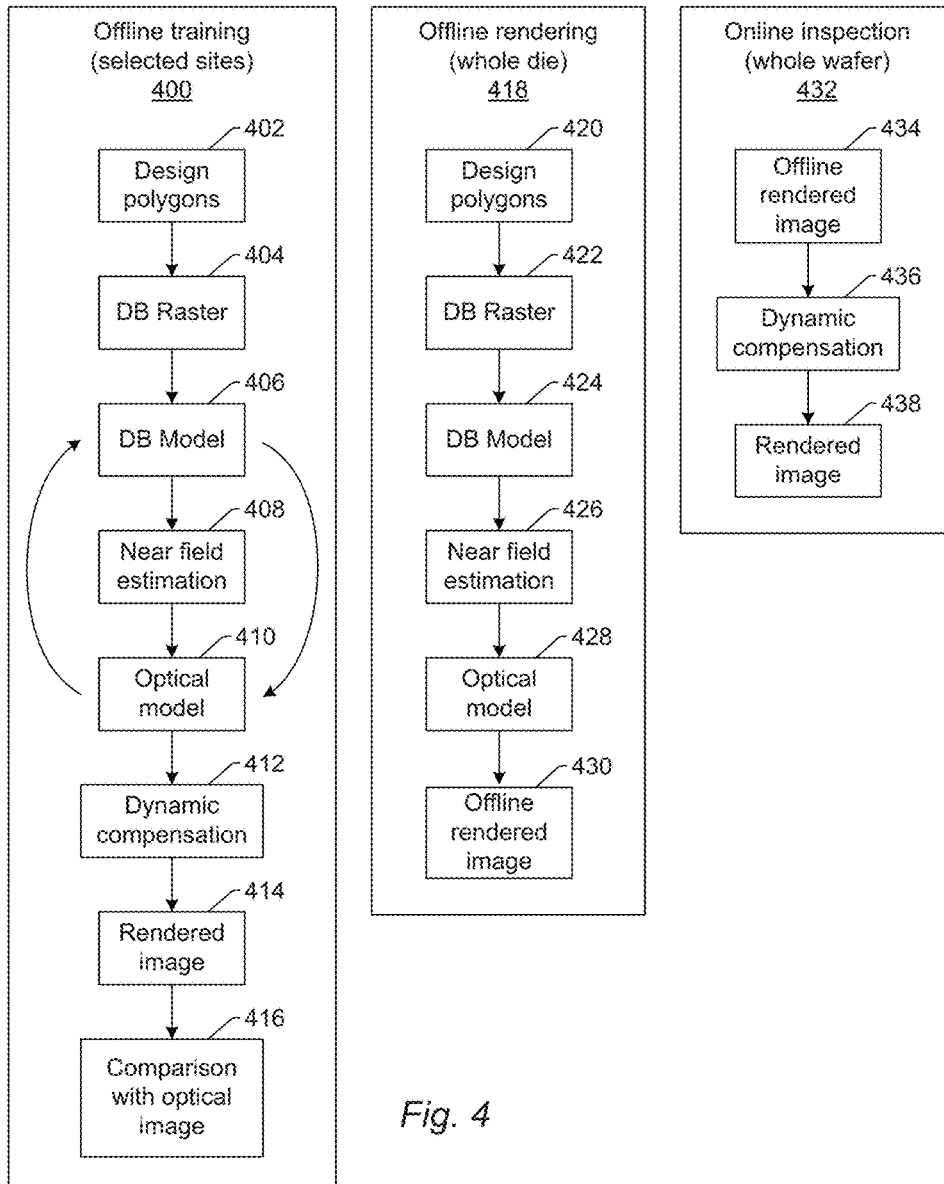 Offline training
(selected sites)
400
402
Design
polygons
404
DB Raster
406
DB Model
408
Near field
estimation
410
Optical
model
412
Dynamic
compensation
414
Rendered
image
416
Comparison
with optical
image
Offline rendering
(whole die)
418
420
Design
polygons
422
DB Raster
424
DB Model
426
Near field
estimation
428
Optical
model
430
Offline
rendered
image
Online inspection
(whole wafer)
432
434
Offline
rendered
image
436
Dynamic
compensation
438
Rendered
image
Fig. 4